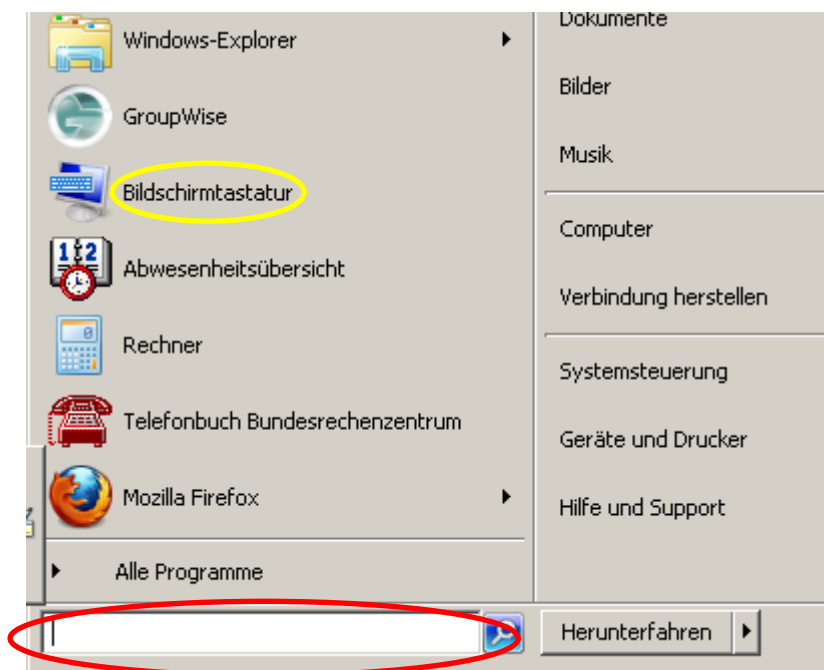 Windows-Explorer
GroupWise
Bildschirmtastatur
Abwesenheitsübersicht
Rechner
Telefonbuch Bundesrechenzentrum
Mozilla Firefox
Alle Programme
Dokumente
Bilder
Musik
Computer
Verbindung herstellen
Systemsteuerung
Geräte und Drucker
Hilfe und Support
Herunterfahren